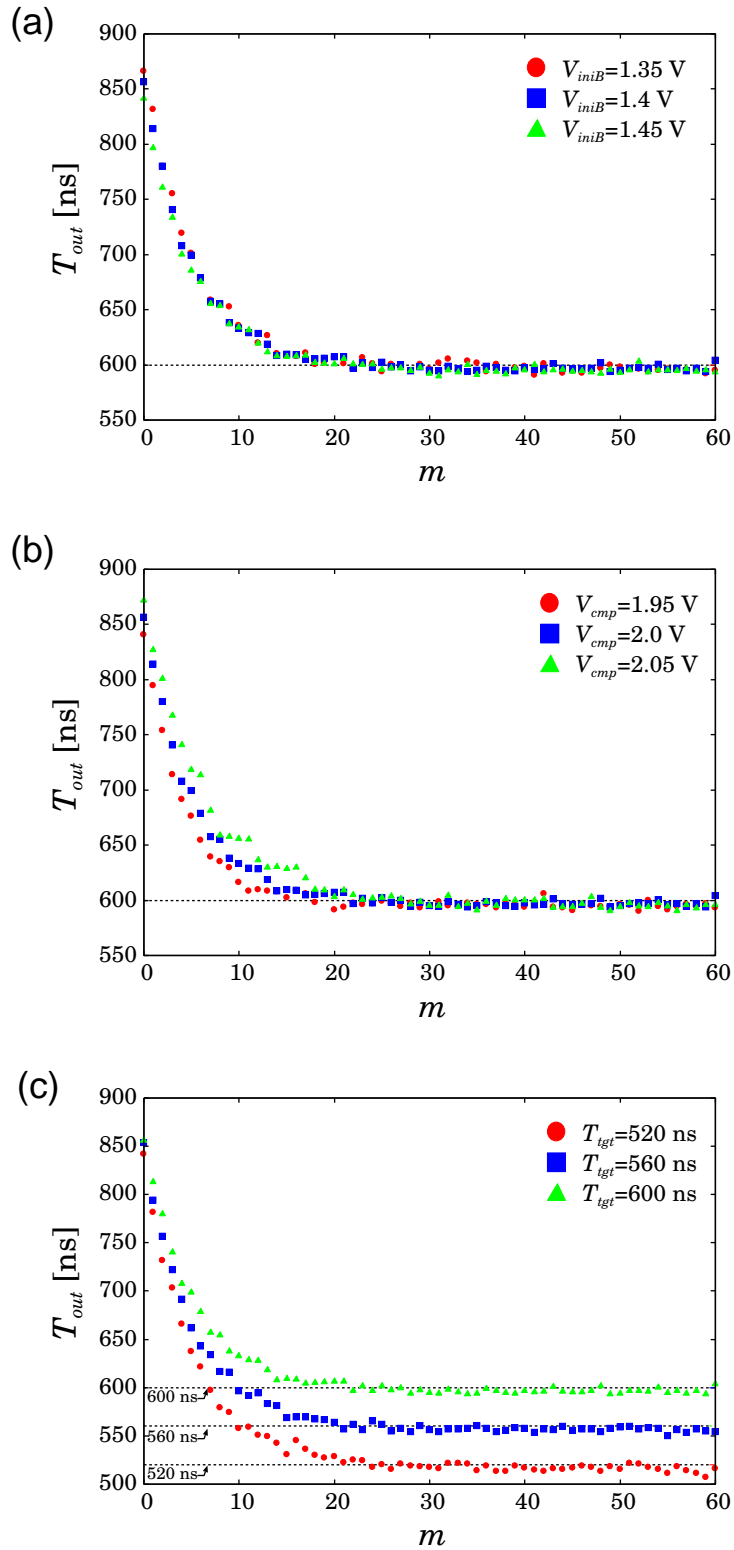 (a)
900
850
800
750
700
650
600
550
T_out [ns]
V_iniB=1.35 V
V_iniB=1.4 V
V_iniB=1.45 V
0 10 20 30 40 50 60
m
(b)
900
850
800
750
700
650
600
550
T_out [ns]
V_cmp=1.95 V
V_cmp=2.0 V
V_cmp=2.05 V
0 10 20 30 40 50 60
m
(c)
900
850
800
750
700
650
600
550
500
T_out [ns]
T_tgt=520 ns
T_tgt=560 ns
T_tgt=600 ns
600 ns
560 ns
520 ns
0 10 20 30 40 50 60
m